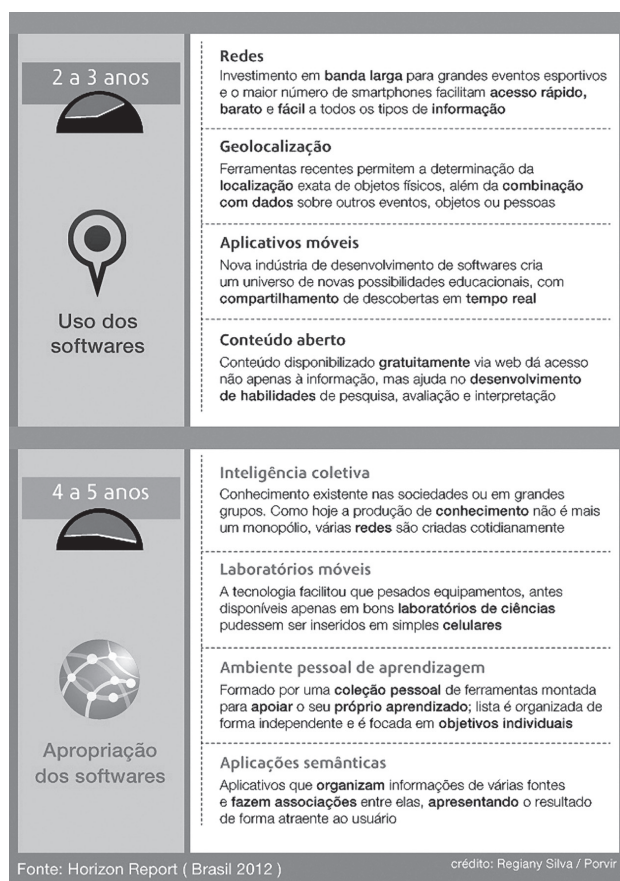 2 a 3 anos
Uso dos
softwares
Redes
Investimento em banda larga para grandes eventos esportivos
e o maior número de smartphones facilitam acesso rápido,
barato e fácil a todos os tipos de informação
Geolocalização
Ferramentas recentes permitem a determinação da
localização exata de objetos físicos, além da combinação
com dados sobre outros eventos, objetos ou pessoas
Aplicativos móveis
Nova indústria de desenvolvimento de softwares cria
um universo de novas possibilidades educacionais, com
compartilhamento de descobertas em tempo real
Conteúdo aberto
Conteúdo disponibilizado gratuitamente via web dá acesso
não apenas à informação, mas ajuda no desenvolvimento
de habilidades de pesquisa, avaliação e interpretação
4 a 5 anos
Apropriação
dos softwares
Inteligência coletiva
Conhecimento existente nas sociedades ou em grandes
grupos. Como hoje a produção de conhecimento não é mais
um monopólio, várias redes são criadas cotidianamente
Laboratórios móveis
A tecnologia facilitou que pesados equipamentos, antes
disponíveis apenas em bons laboratórios de ciências
pudessem ser inseridos em simples celulares
Ambiente pessoal de aprendizagem
Formado por uma coleção pessoal de ferramentas montada
para apoiar o seu próprio aprendizado; lista é organizada de
forma independente e é focada em objetivos individuais
Aplicações semânticas
Aplicativos que organizam informações de várias fontes
e fazem associações entre elas, apresentando o resultado
de forma atraente ao usuário
Fonte: Horizon Report ( Brasil 2012 )
crédito: Regiany Silva / Porvir